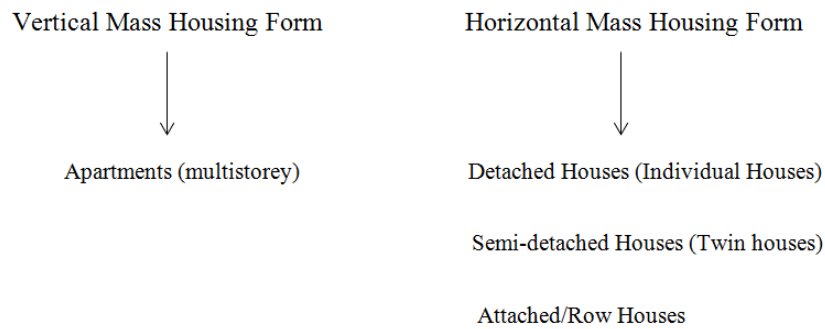 Vertical Mass Housing Form
Horizontal Mass Housing Form
Apartments (multistorey)
Detached Houses (Individual Houses)
Semi-detached Houses (Twin houses)
Attached/Row Houses